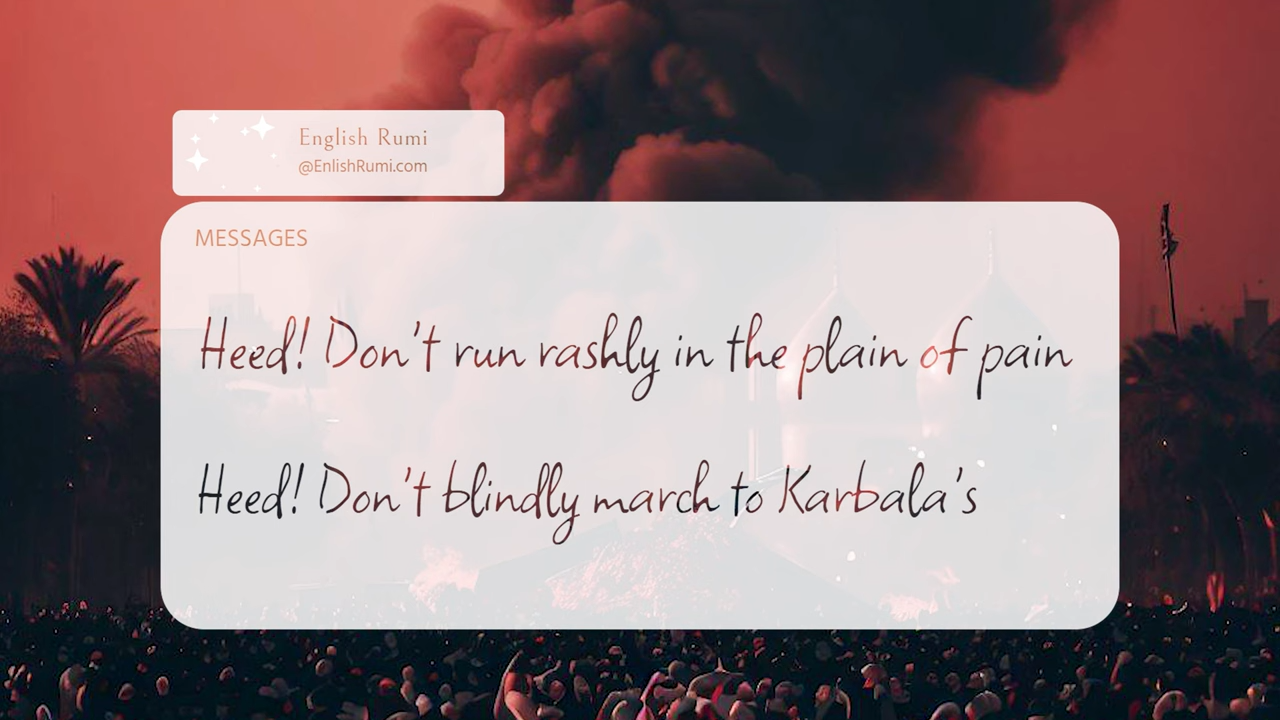 English Rumi
@EnlishRumi.com
MESSAGES
Heed! Don't run rashly in the plain of pain
Heed! Don't blindly march to Karbala's